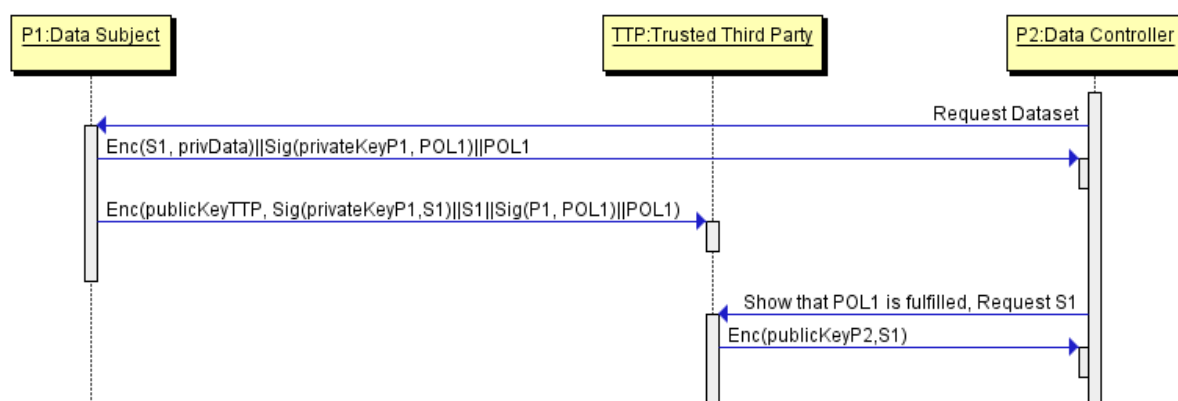 P1:Data Subject
TTP:Trusted Third Party
P2:Data Controller
Request Dataset
Enc(S1, privData)||Sig(privateKeyP1, POL1)||POL1
Enc(publicKeyTTP, Sig(privateKeyP1,S1)||S1||Sig(P1, POL1)||POL1)
Show that POL1 is fulfilled, Request S1
Enc(publicKeyP2,S1)